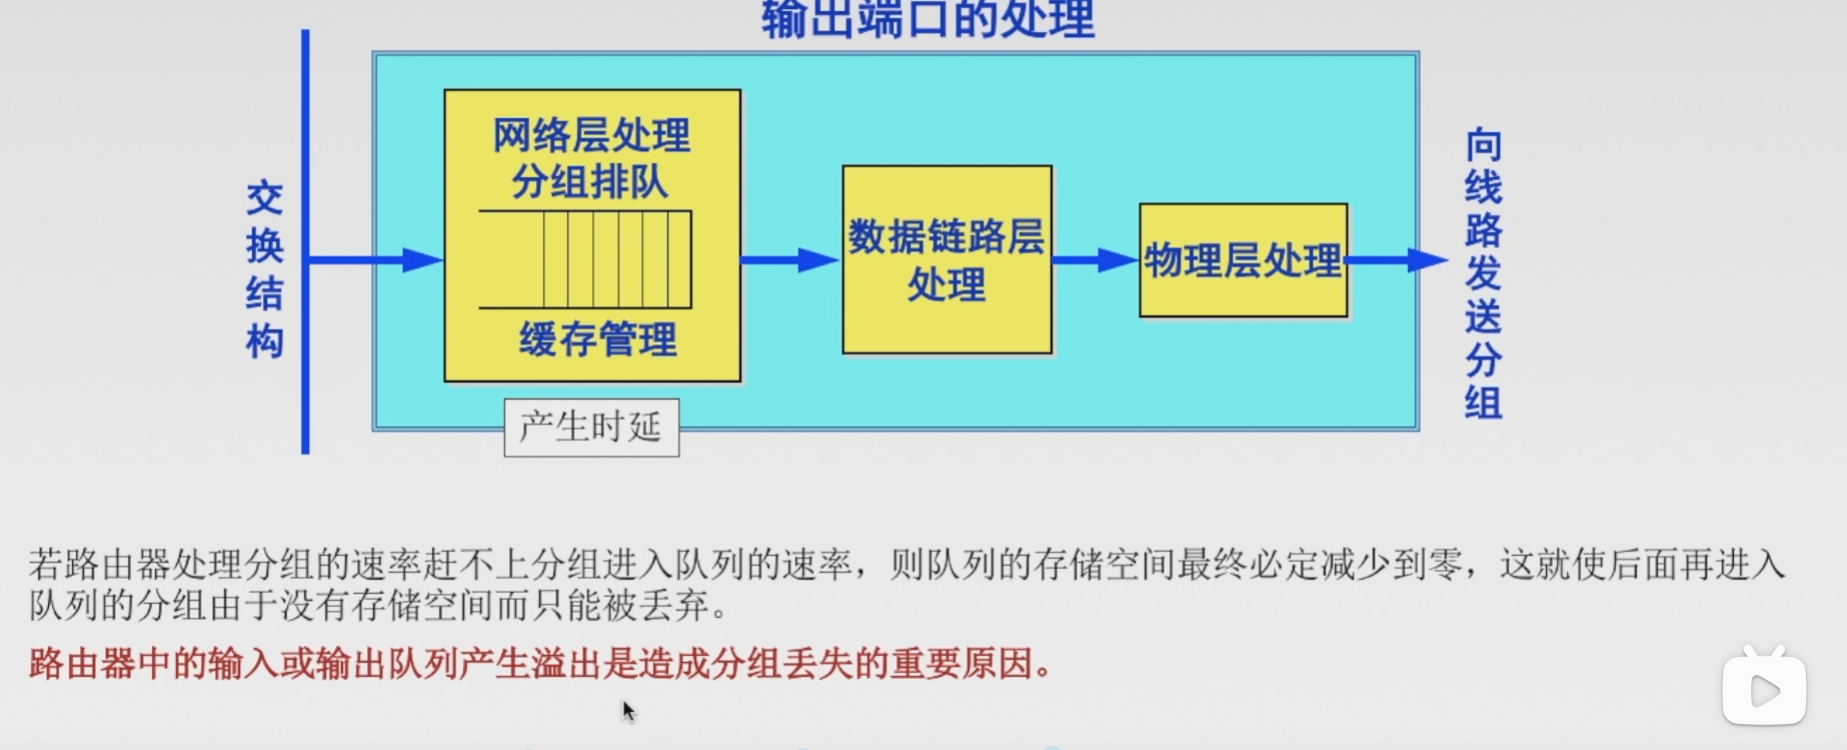 输出端口的处理
交换结构
网络层处理
分组排队
缓存管理
产生时延
数据链路层
处理
物理层处理
向线路发送分组
若路由器处理分组的速率赶不上分组进入队列的速率，则队列的存储空间最终必定减少到零，这就使后面再进入
队列的分组由于没有存储空间而只能被丢弃。
路由器中的输入或输出队列产生溢出是造成分组丢失的重要原因。